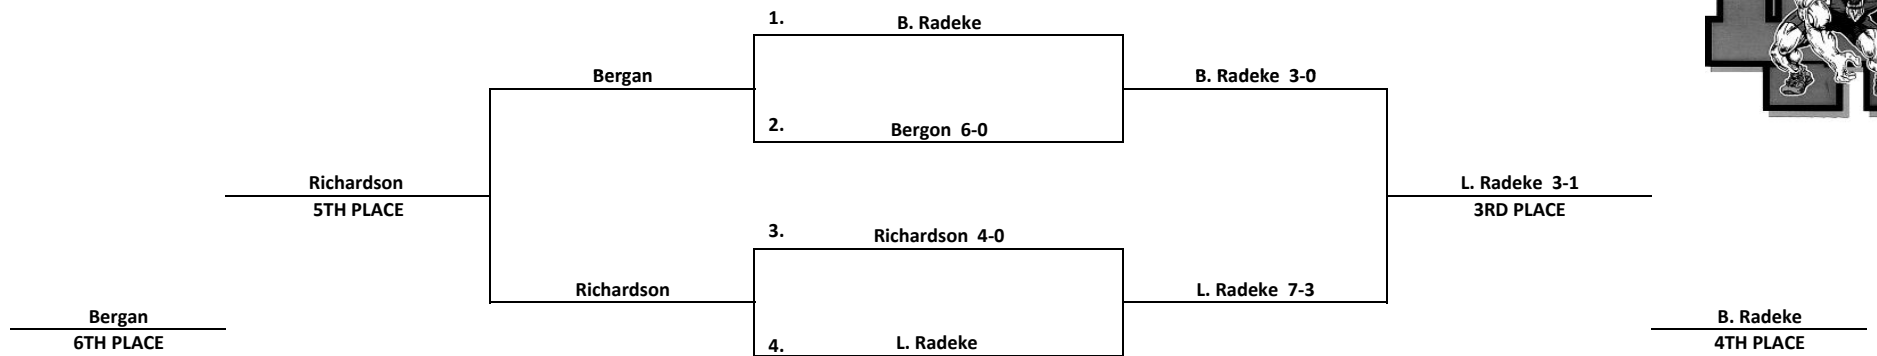 1. B. Radeke
Bergan B. Radeke 3-0
2. Bergon 6-0
Richardson L. Radeke 3-1
5TH PLACE 3RD PLACE
3. Richardson 4-0
Richardson L. Radeke 7-3
Bergan B. Radeke
6TH PLACE 4. L. Radeke 4TH PLACE